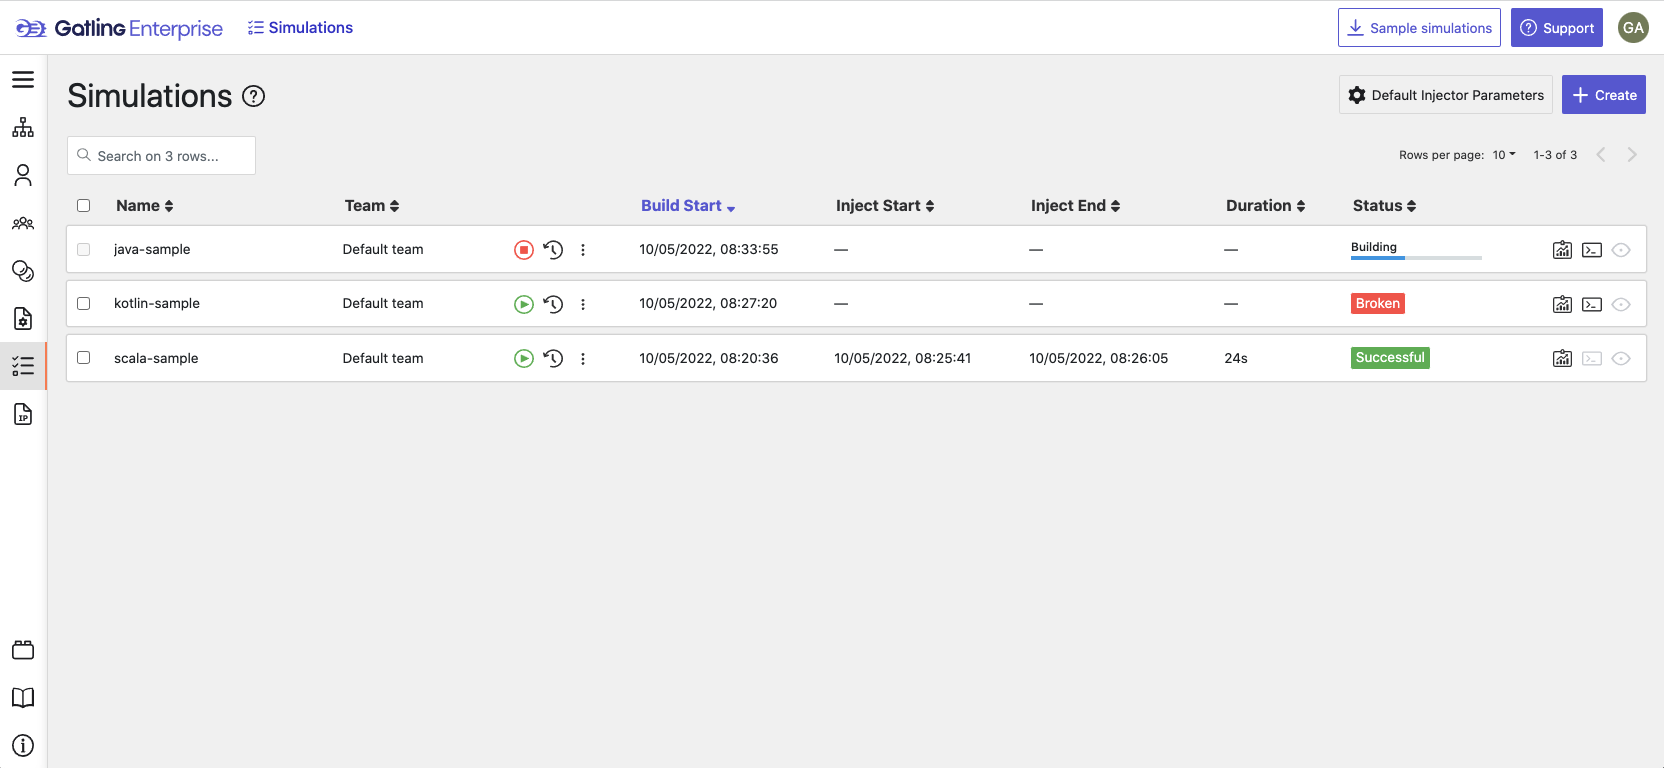 Gatling Enterprise
Simulations
Sample simulations
Support
GA
Simulations ?
Default Injector Parameters
Create
Search on 3 rows...
Rows per page: 10
1-3 of 3
Name Team Build Start Inject Start Inject End Duration Status
java-sample Default team 10/05/2022, 08:33:55 — — — Building
kotlin-sample Default team 10/05/2022, 08:27:20 — — — Broken
scala-sample Default team 10/05/2022, 08:20:36 10/05/2022, 08:25:41 10/05/2022, 08:26:05 24s Successful
IP